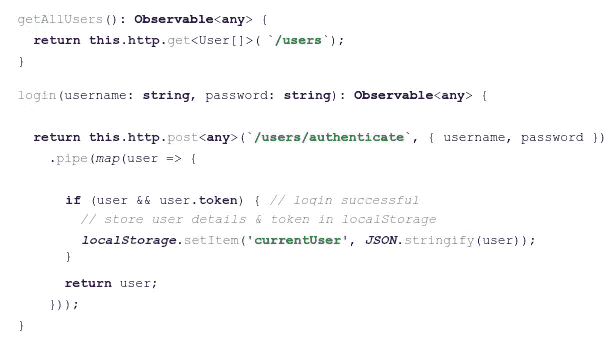 getAllUsers(): Observable<any> {
  return this.http.get<User[]>( `/users`);
}
login(username: string, password: string): Observable<any> {
  return this.http.post<any>(`/users/authenticate`, { username, password })
    .pipe(map(user => {
      if (user && user.token) { // login successful
        // store user details & token in localStorage
        localStorage.setItem('currentUser', JSON.stringify(user));
      }
      return user;
    }));
}